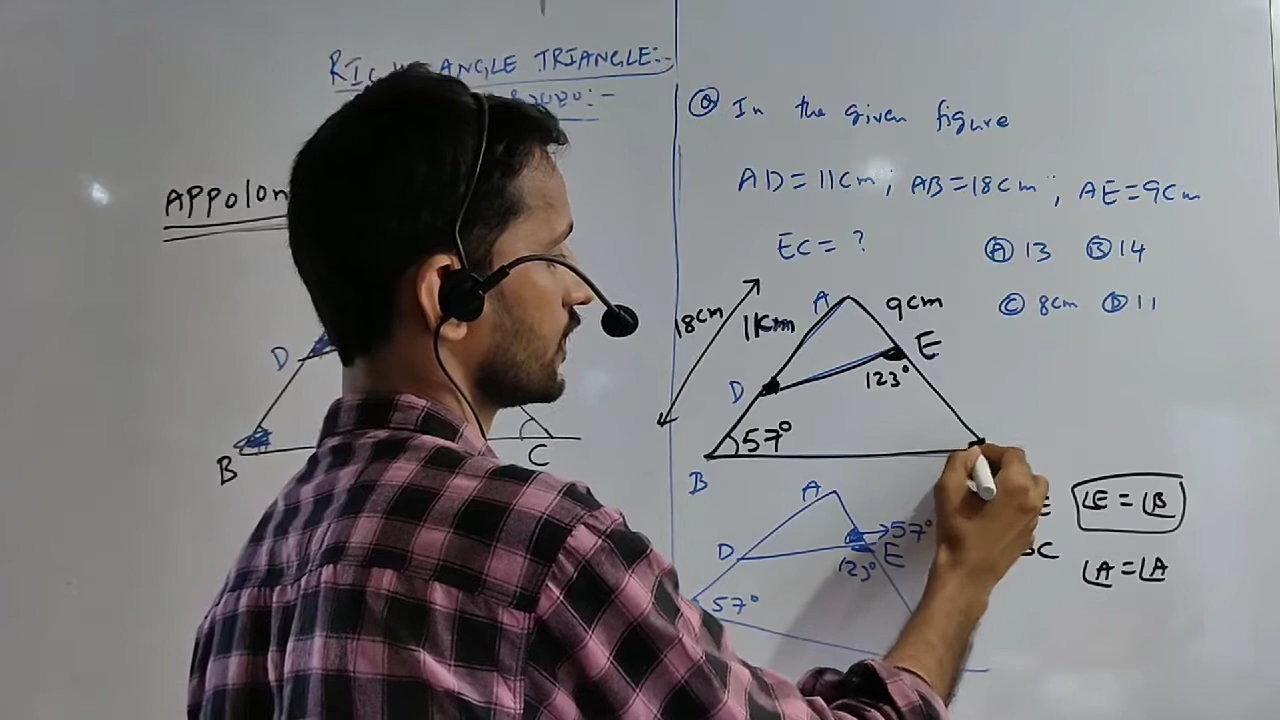 ANGLE TRIANGLE:-
APPOLON
D
B
C
Q In the given figure
AD=11cm; AB=18cm; AE=9cm
EC=?
A 13 B 14
C 8cm D 11
18cm 11cm A 9cm
D E
123°
57°
B
A
D 57°
E
123°
57°
∠E=∠B
∠A=∠A